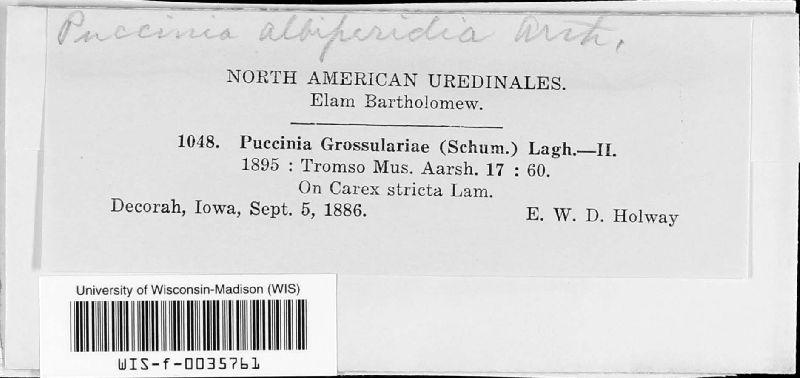 Puccinia albiperidia Arth.
NORTH AMERICAN UREDINALES.
Elam Bartholomew.
1048. Puccinia Grossulariae (Schum.) Lagh.—II.
1895 : Tromso Mus. Aarsh. 17 : 60.
On Carex stricta Lam.
Decorah, Iowa, Sept. 5, 1886. E. W. D. Holway
University of Wisconsin-Madison (WIS)
WIS-f-0035761